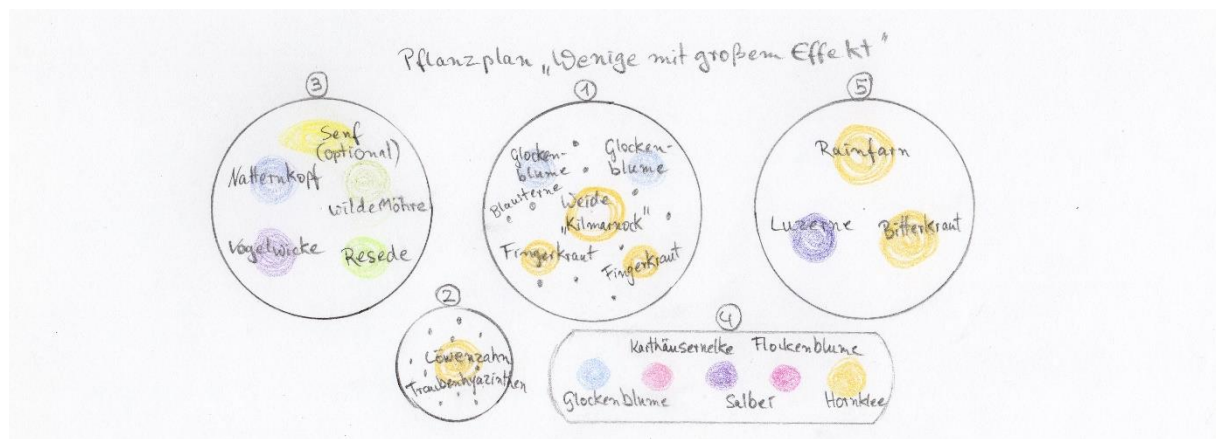 Pflanzplan „Wenige mit großem Effekt“
3
Senf
(optional)
Natternkopf
wilde Möhre
Vogelwicke
Resede
1
Glocken-
blume
Glocken-
blume
Blausterne
Weide
„Kilmarnock“
Fingerkraut
Fingerkraut
5
Rainfarn
Luzerne
Bitterkraut
2
Löwenzahn
Traubenhyazinthen
4
Karthäusernelke Flockenblume
Glockenblume Salbei Hornklee